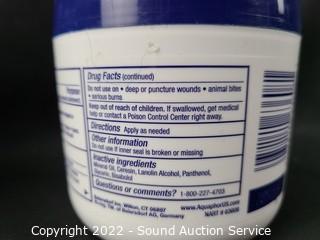 Drug Facts (continued)
Do not use on • deep or puncture wounds • animal bites
• serious burns
Keep out of reach of children. If swallowed, get medical
help or contact a Poison Control Center right away.
Directions Apply as needed
Other information
Do not use if inner seal is broken or missing
Inactive ingredients
Mineral Oil, Ceresin, Lanolin Alcohol, Panthenol,
Glycerin, Bisabolol
Questions or comments? 1-800-227-4703
Beiersdorf Inc, Wilton, CT 06897
of Beiersdorf AG, Germany
www.AquaphorUS.com
Copyright 2022 - Sound Auction Service